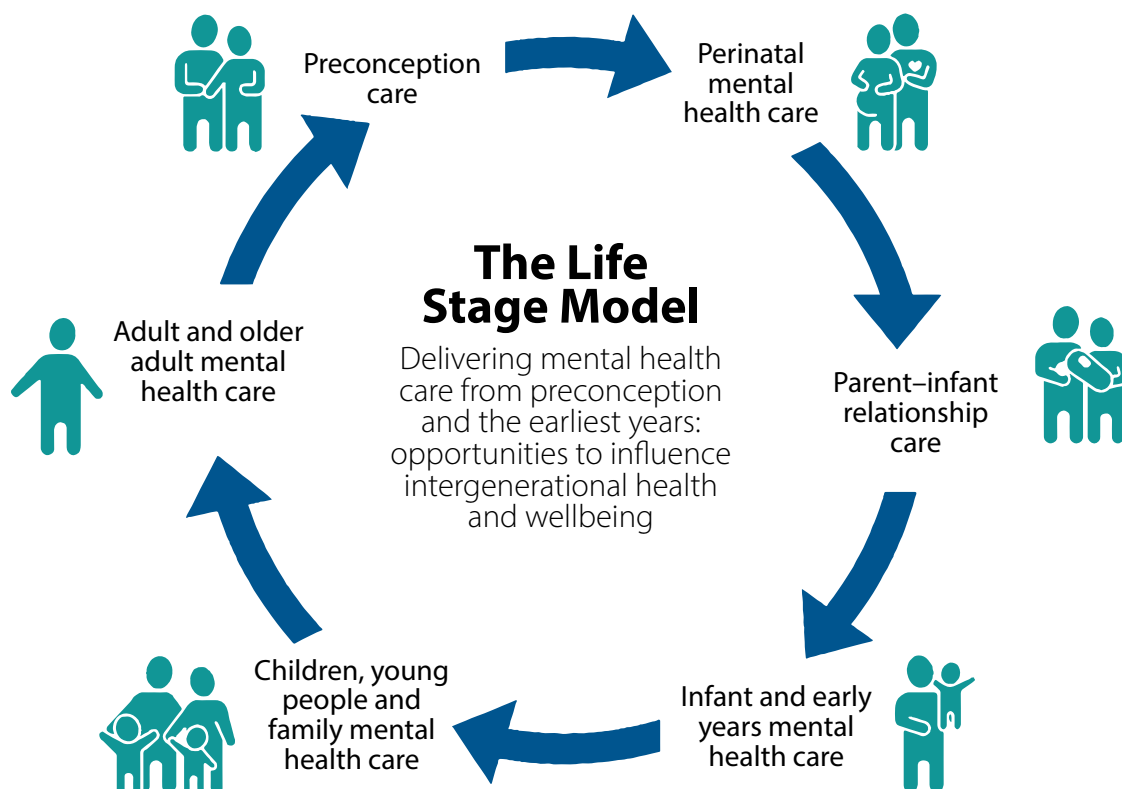 Preconception
care
Perinatal
mental
health care
Parent–infant
relationship
care
Infant and early
years mental
health care
Children, young
people and
family mental
health care
Adult and older
adult mental
health care
The Life
Stage Model
Delivering mental health
care from preconception
and the earliest years:
opportunities to influence
intergenerational health
and wellbeing